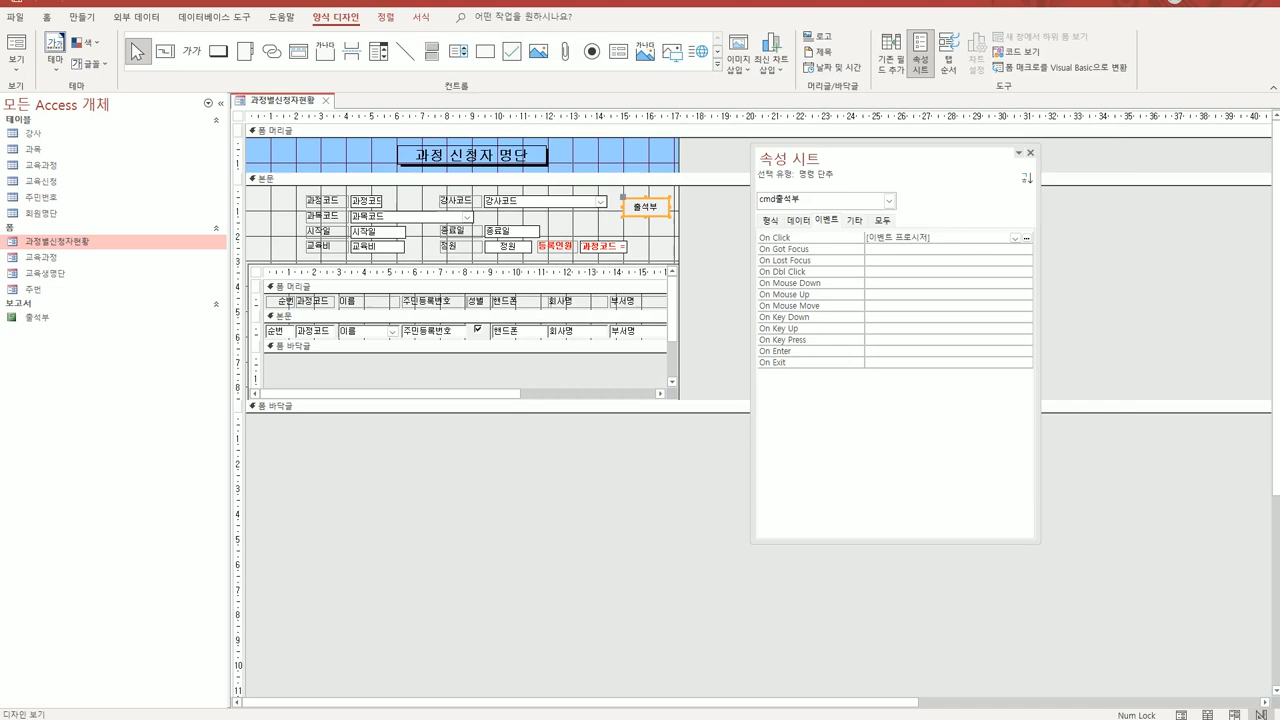 파일 홈 만들기 외부 데이터 데이터베이스 도구 도움말 양식 디자인 정렬 서식 어떤 작업을 원하시나요?
색
글꼴
보기 테마 가가 가나다 가나다
이미지 삽입 최신 차트 삽입
로고
제목
날짜 및 시간
기존 필드 추가 속성 시트 탭 순서 차트 설정
새 창에서 하위 폼 보기
코드 보기
폼 매크로를 Visual Basic으로 변환
보기 테마 컨트롤 머리글/바닥글 도구
모든 Access 개체
테이블
강사
과목
교육과정
교육신청
주민번호
회원명단
폼
과정별신청자현황
교육과정
교육생명단
주번
보고서
출석부
과정별신청자현황
폼 머리글
과정 신청자 명단
본문
과정코드 과정코드 강사코드 강사코드 출석부
과목코드 과목코드
시작일 시작일 종료일 종료일
교육비 교육비 정원 정원 등록인원 과정코드 =
폼 머리글
순번 과정코드 이름 주민등록번호 성별 핸드폰 회사명 부서명
본문
순번 과정코드 이름 주민등록번호 핸드폰 회사명 부서명
폼 바닥글
폼 바닥글
속성 시트
선택 유형: 명령 단추
cmd출석부
형식 데이터 이벤트 기타 모두
On Click [이벤트 프로시저]
On Got Focus
On Lost Focus
On Dbl Click
On Mouse Down
On Mouse Up
On Mouse Move
On Key Down
On Key Up
On Key Press
On Enter
On Exit
디자인 보기 Num Lock